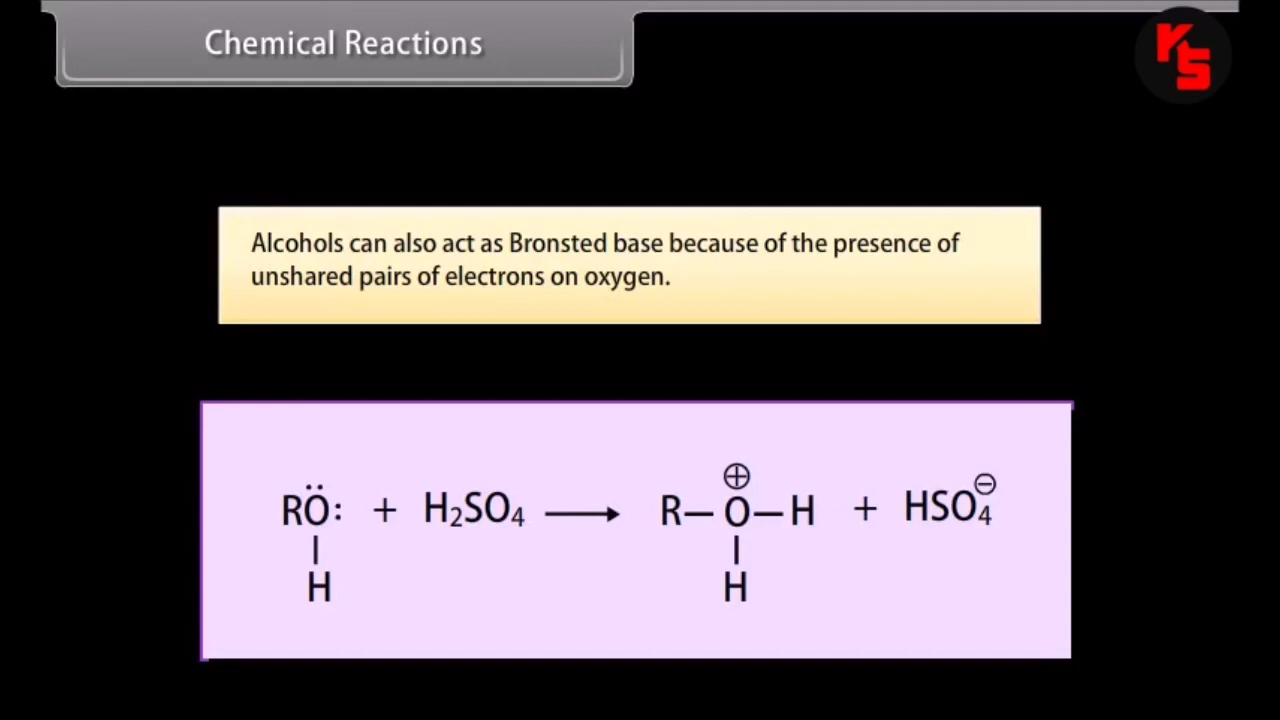 Chemical Reactions
rs
Alcohols can also act as Bronsted base because of the presence of
unshared pairs of electrons on oxygen.
RÖ: + H₂SO₄ ⟶ R–O–H + HSO₄⊖
⊕
| |
H H